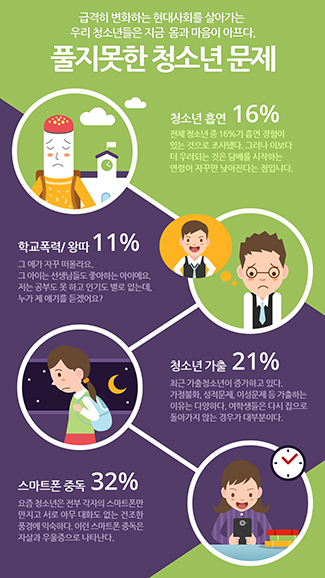 급격히 변화하는 현대사회를 살아가는
우리 청소년들은 지금 몸과 마음이 아프다.
풀지못한 청소년 문제
청소년 흡연 16%
전체 청소년 중 16%가 흡연 경험이
있는 것으로 조사됐다. 그러나 이보다
더 우려되는 것은 담배를 시작하는
연령이 자꾸만 낮아진다는 점입니다.
학교폭력/ 왕따 11%
그 애가 자꾸 떠올라요.
그 아이는 선생님들도 좋아하는 아이예요.
저는 공부도 못 하고 인기도 별로 없는데,
누가 제 얘기를 듣겠어요?
청소년 가출 21%
최근 가출청소년이 증가하고 있다.
가정불화, 성적문제, 이성문제 등 가출하는
이유는 다양하다. 여학생들은 다시 집으로
돌아가지 않는 경우가 대부분이다.
스마트폰 중독 32%
요즘 청소년은 전부 각자의 스마트폰만
만지고 서로 아무 대화도 없는 건조한
풍경에 익숙하다. 이런 스마트폰 중독은
자살과 우울증으로 나타난다.